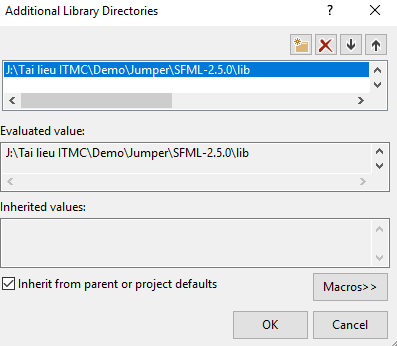 Additional Library Directories
?
J:\Tai lieu ITMC\Demo\Jumper\SFML-2.5.0\lib
Evaluated value:
J:\Tai lieu ITMC\Demo\Jumper\SFML-2.5.0\lib
Inherited values:
Inherit from parent or project defaults
Macros>>
OK
Cancel